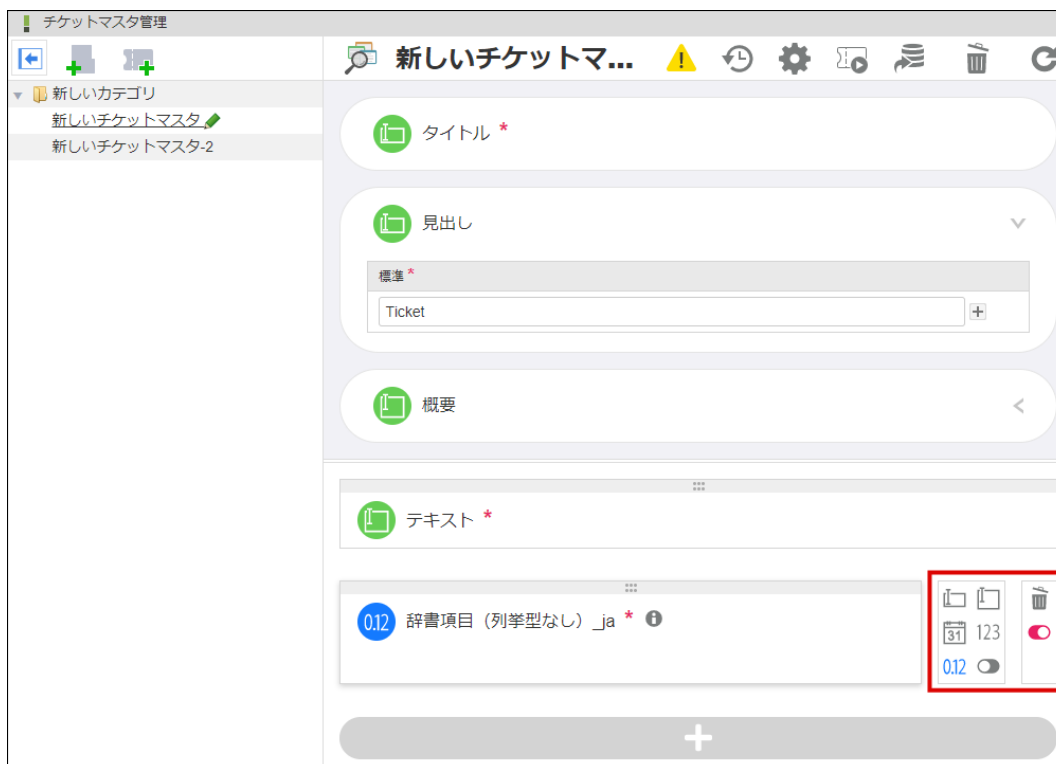 チケットマスタ管理
新しいチケットマ...
新しいカテゴリ
新しいチケットマスタ
新しいチケットマスタ-2
タイトル *
見出し
標準 *
Ticket
概要
テキスト *
0.12 辞書項目（列挙型なし）_ja *
31 123
0.12